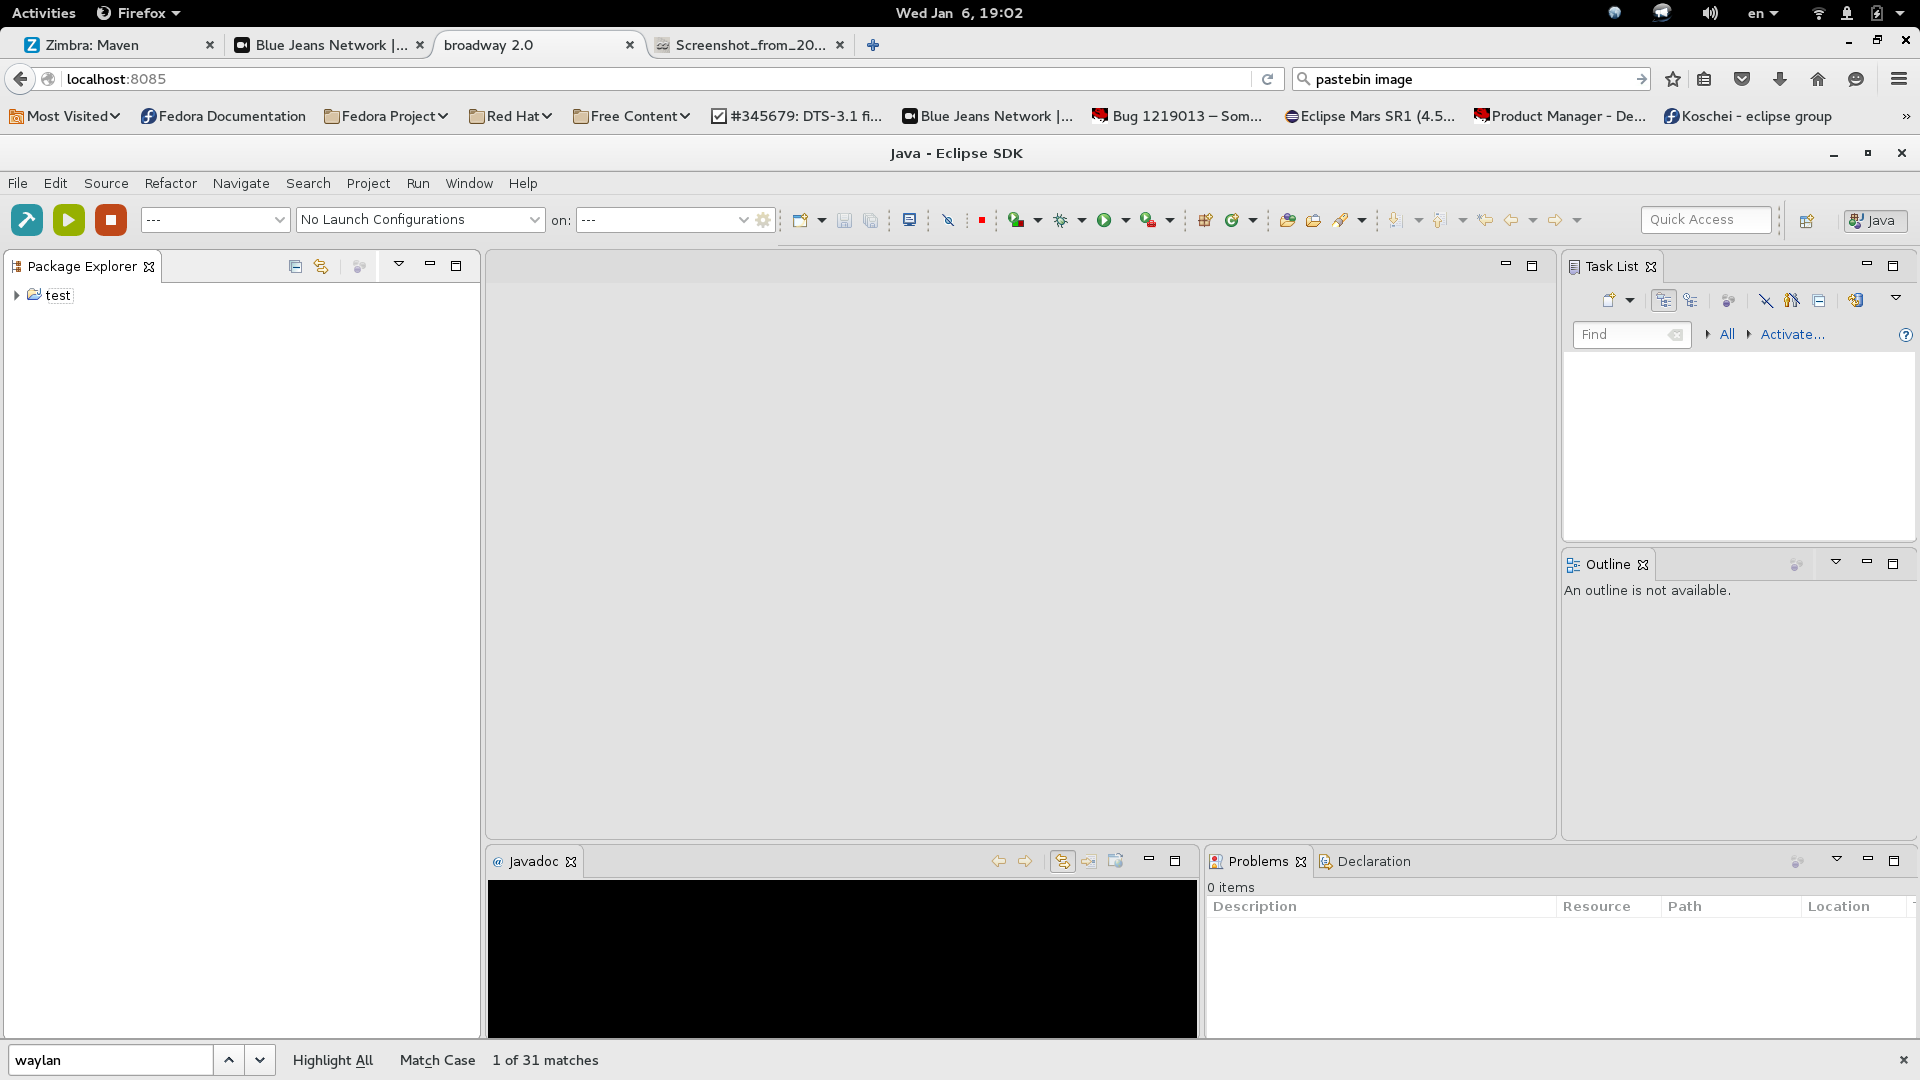 Activities Firefox Wed Jan 6, 19:02 en
Zimbra: Maven Blue Jeans Network |... broadway 2.0 Screenshot_from_20...
localhost:8085 pastebin image
Most Visited Fedora Documentation Fedora Project Red Hat Free Content #345679: DTS-3.1 fi... Blue Jeans Network |... Bug 1219013 – Som... Eclipse Mars SR1 (4.5... Product Manager - De... Koschei - eclipse group »
Java - Eclipse SDK
File Edit Source Refactor Navigate Search Project Run Window Help
--- No Launch Configurations on: --- Quick Access Java
Package Explorer
test
Task List
Find All Activate...
Outline
An outline is not available.
@ Javadoc
Problems Declaration
0 items
Description Resource Path Location
waylan Highlight All Match Case 1 of 31 matches